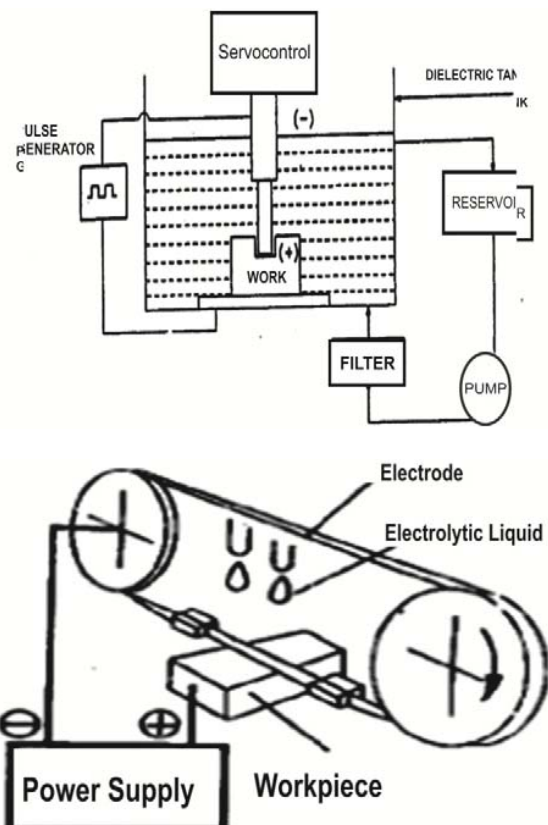 Servocontrol
(-)
DIELECTRIC TAN
IK
ULSE
P
ENERATOR
G
RESERVOI
R
(+)
WORK
FILTER
PUMP
Electrode
Electrolytic Liquid
⊖ ⊕
Power Supply
Workpiece